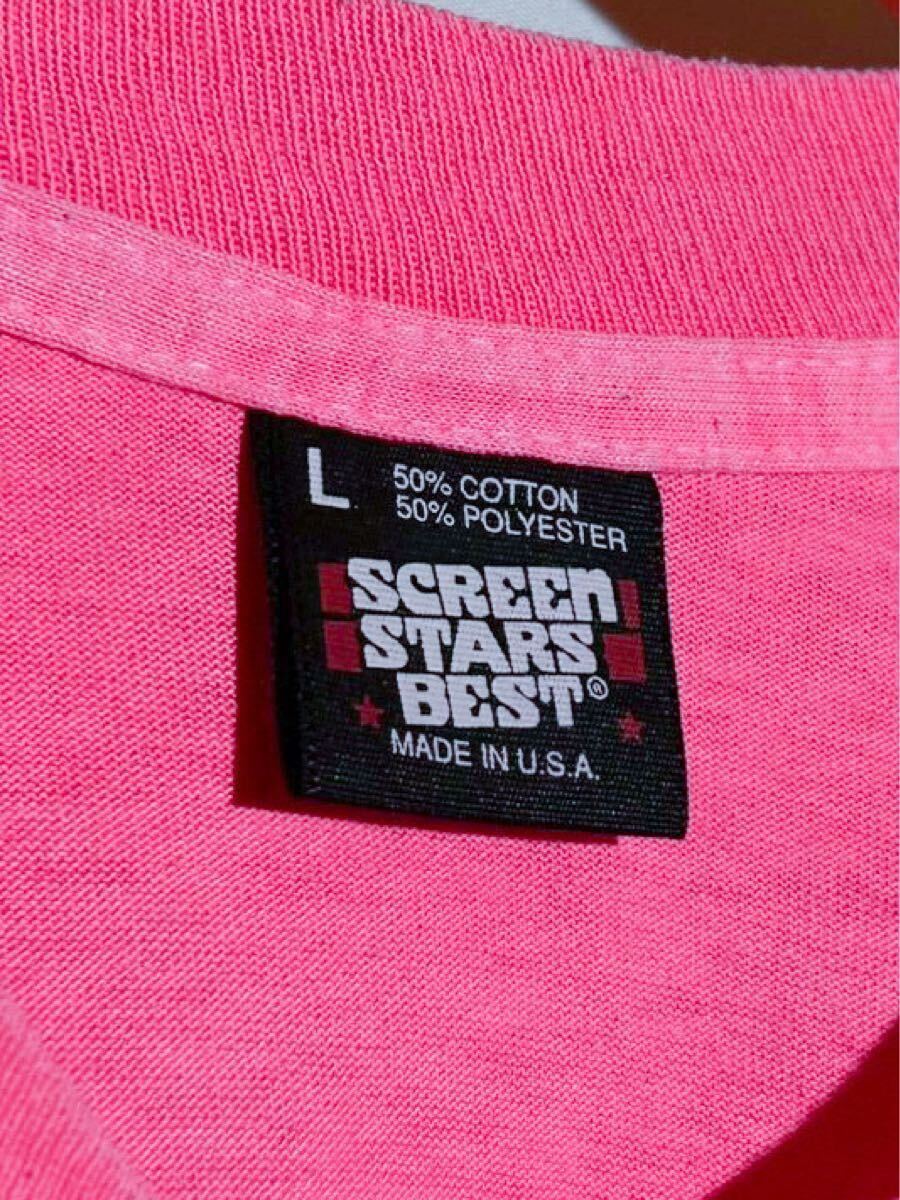 L
50% COTTON
50% POLYESTER
SCREEN
STARS
BEST®
MADE IN U.S.A.